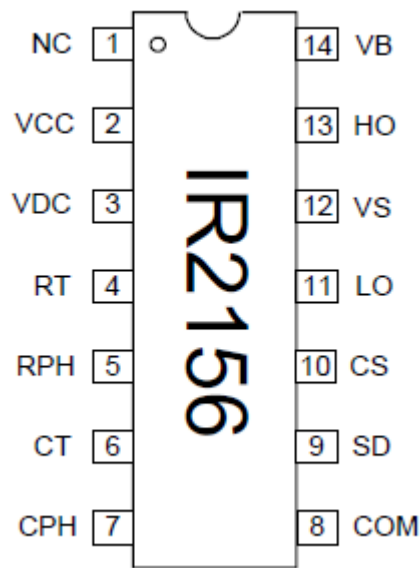 NC 1 14 VB
VCC 2 13 HO
VDC 3 12 VS
RT 4 11 LO
RPH 5 10 CS
CT 6 9 SD
CPH 7 8 COM
IR2156